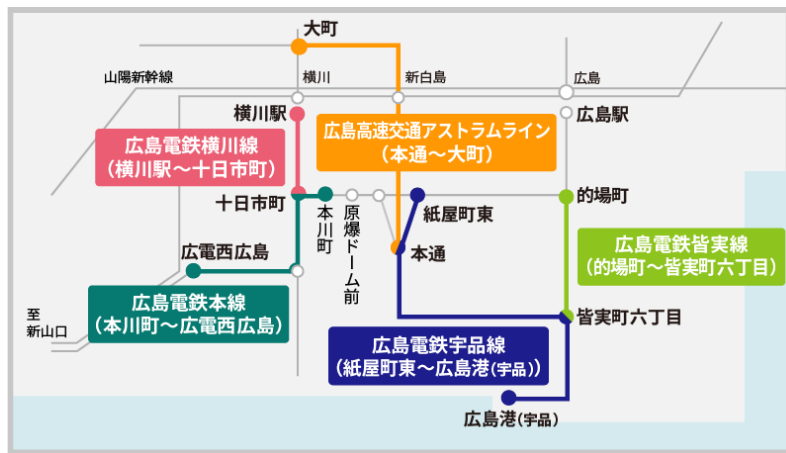 大町
山陽新幹線
横川
新白島
広島
横川駅
広島駅
広島電鉄横川線
(横川駅〜十日市町)
広島高速交通アストラムライン
(本通〜大町)
十日市町
本川町
原爆ドーム前
紙屋町東
的場町
広電西広島
本通
広島電鉄皆実線
(的場町〜皆実町六丁目)
広島電鉄本線
(本川町〜広電西広島)
至
新山口
皆実町六丁目
広島電鉄宇品線
(紙屋町東〜広島港(宇品))
広島港(宇品)